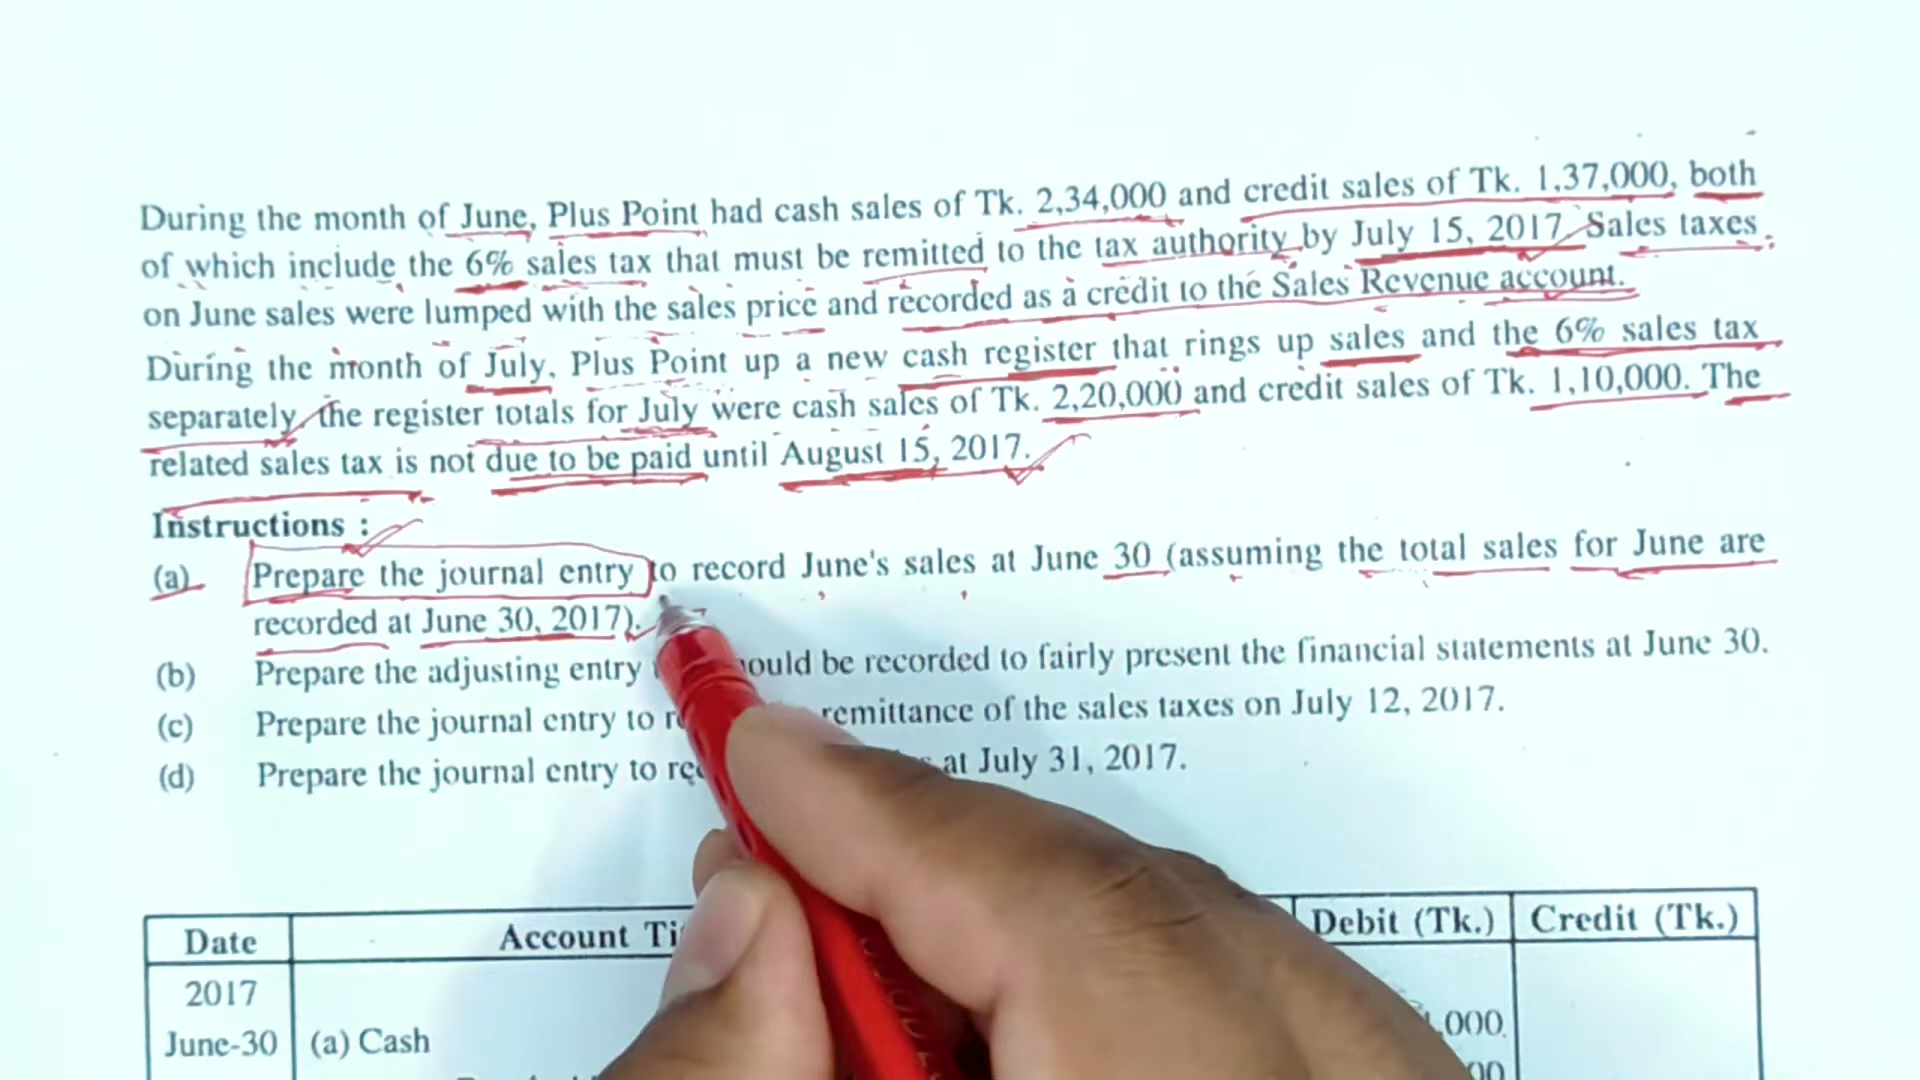 During the month of June, Plus Point had cash sales of Tk. 2,34,000 and credit sales of Tk. 1,37,000, both
of which include the 6% sales tax that must be remitted to the tax authority by July 15, 2017. Sales taxes
on June sales were lumped with the sales price and recorded as a credit to the Sales Revenue account.
During the month of July, Plus Point up a new cash register that rings up sales and the 6% sales tax
separately, the register totals for July were cash sales of Tk. 2,20,000 and credit sales of Tk. 1,10,000. The
related sales tax is not due to be paid until August 15, 2017.
Instructions :
(a) Prepare the journal entry to record June's sales at June 30 (assuming the total sales for June are
recorded at June 30, 2017).
(b) Prepare the adjusting entry be recorded to fairly present the financial statements at June 30.
(c) Prepare the journal entry to remittance of the sales taxes on July 12, 2017.
(d) Prepare the journal entry to at July 31, 2017.
Date Account Debit (Tk.) Credit (Tk.)
2017
June-30 (a) Cash